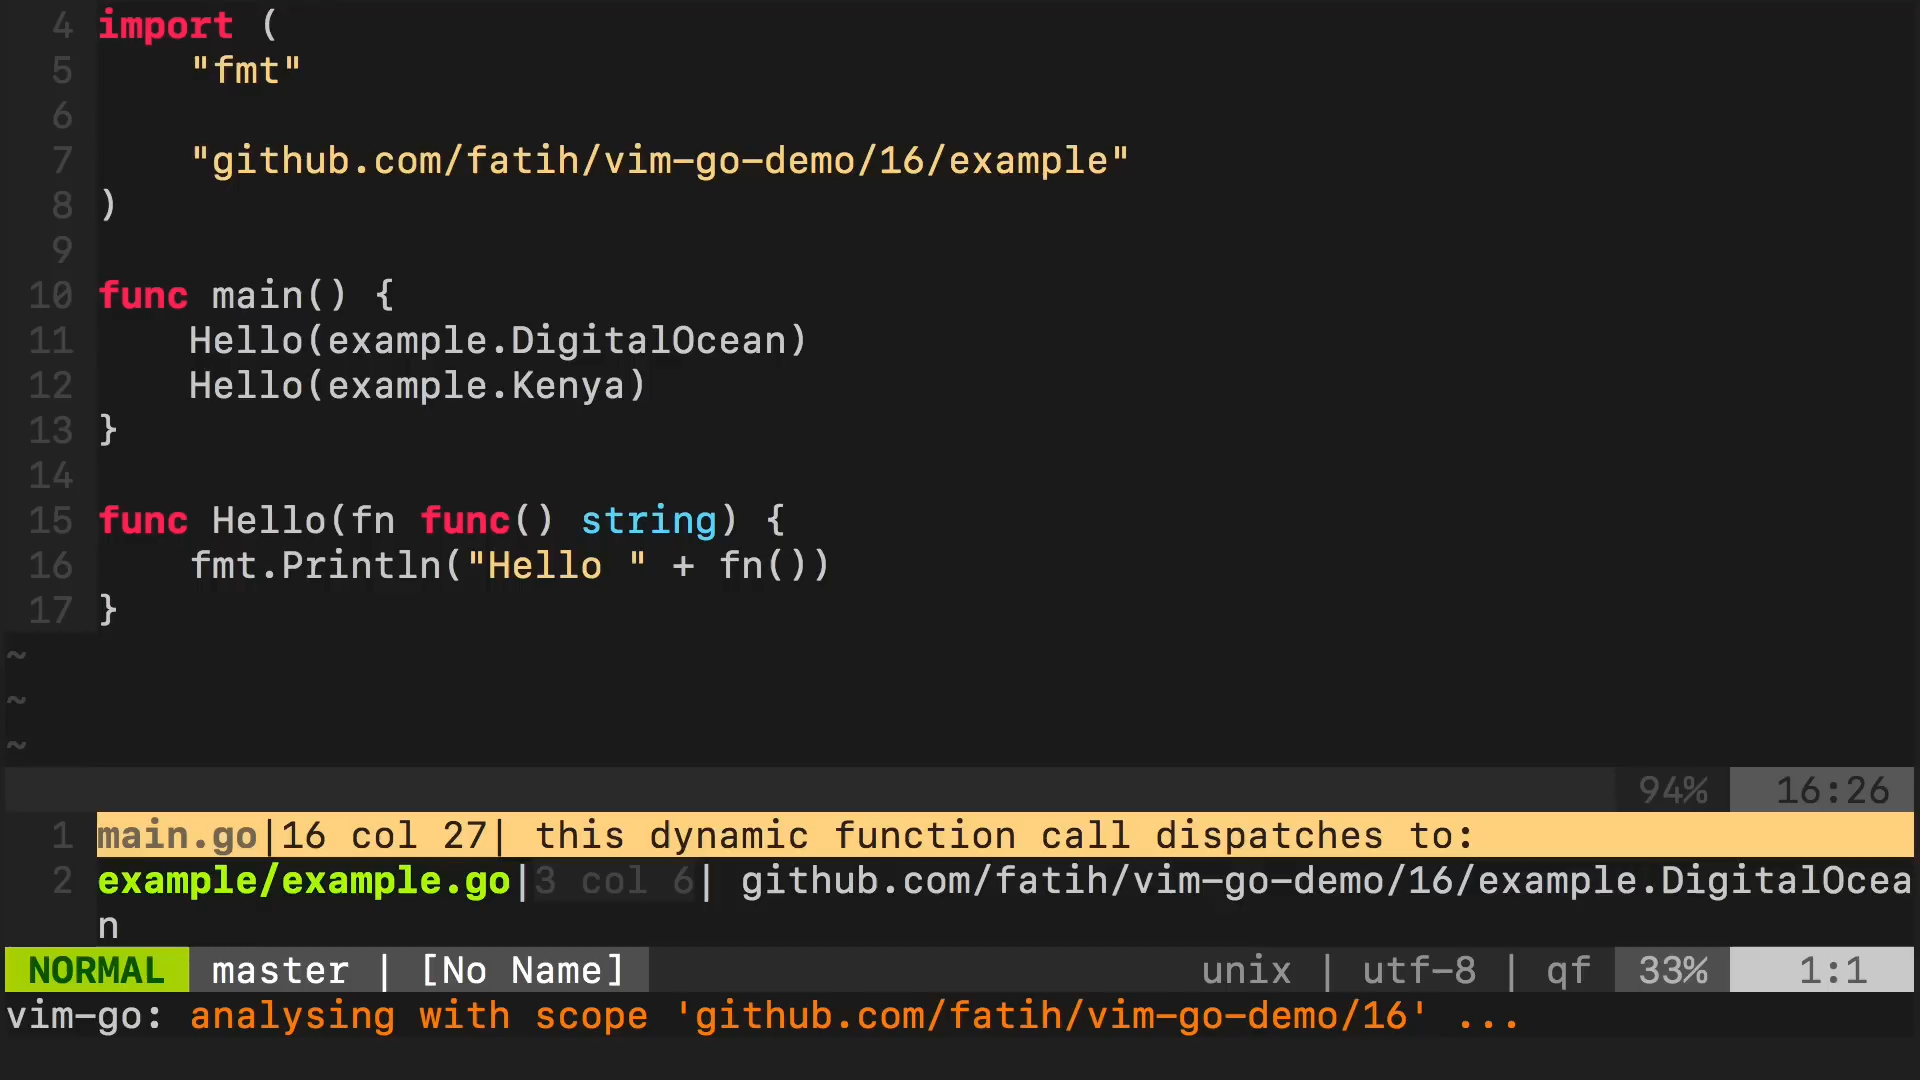 4 import (
5     "fmt"
6
7     "github.com/fatih/vim-go-demo/16/example"
8 )
9
10 func main() {
11     Hello(example.DigitalOcean)
12     Hello(example.Kenya)
13 }
14
15 func Hello(fn func() string) {
16     fmt.Println("Hello " + fn())
17 }
~
~
~
94% 16:26
1 main.go|16 col 27| this dynamic function call dispatches to:
2 example/example.go|3 col 6| github.com/fatih/vim-go-demo/16/example.DigitalOcea
n
NORMAL master | [No Name] unix | utf-8 | qf 33% 1:1
vim-go: analysing with scope 'github.com/fatih/vim-go-demo/16' ...